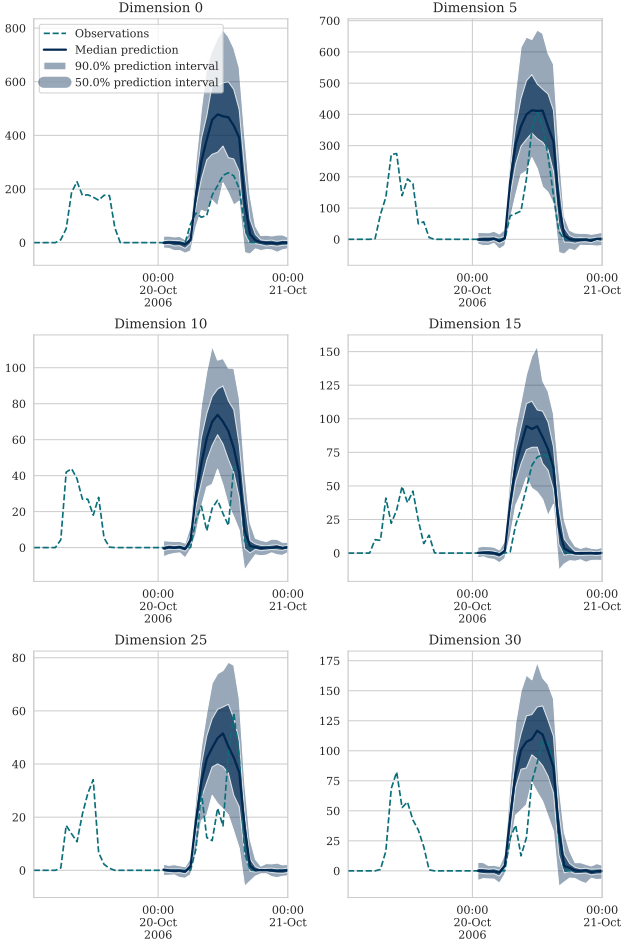 Dimension 0
Dimension 5
Observations
Median prediction
90.0% prediction interval
50.0% prediction interval
800
600
400
200
0
700
600
500
400
300
200
100
0
00:00
20-Oct
2006
00:00
21-Oct
00:00
20-Oct
2006
00:00
21-Oct
Dimension 10
Dimension 15
100
80
60
40
20
0
150
125
100
75
50
25
0
00:00
20-Oct
2006
00:00
21-Oct
00:00
20-Oct
2006
00:00
21-Oct
Dimension 25
Dimension 30
80
60
40
20
0
175
150
125
100
75
50
25
0
00:00
20-Oct
2006
00:00
21-Oct
00:00
20-Oct
2006
00:00
21-Oct